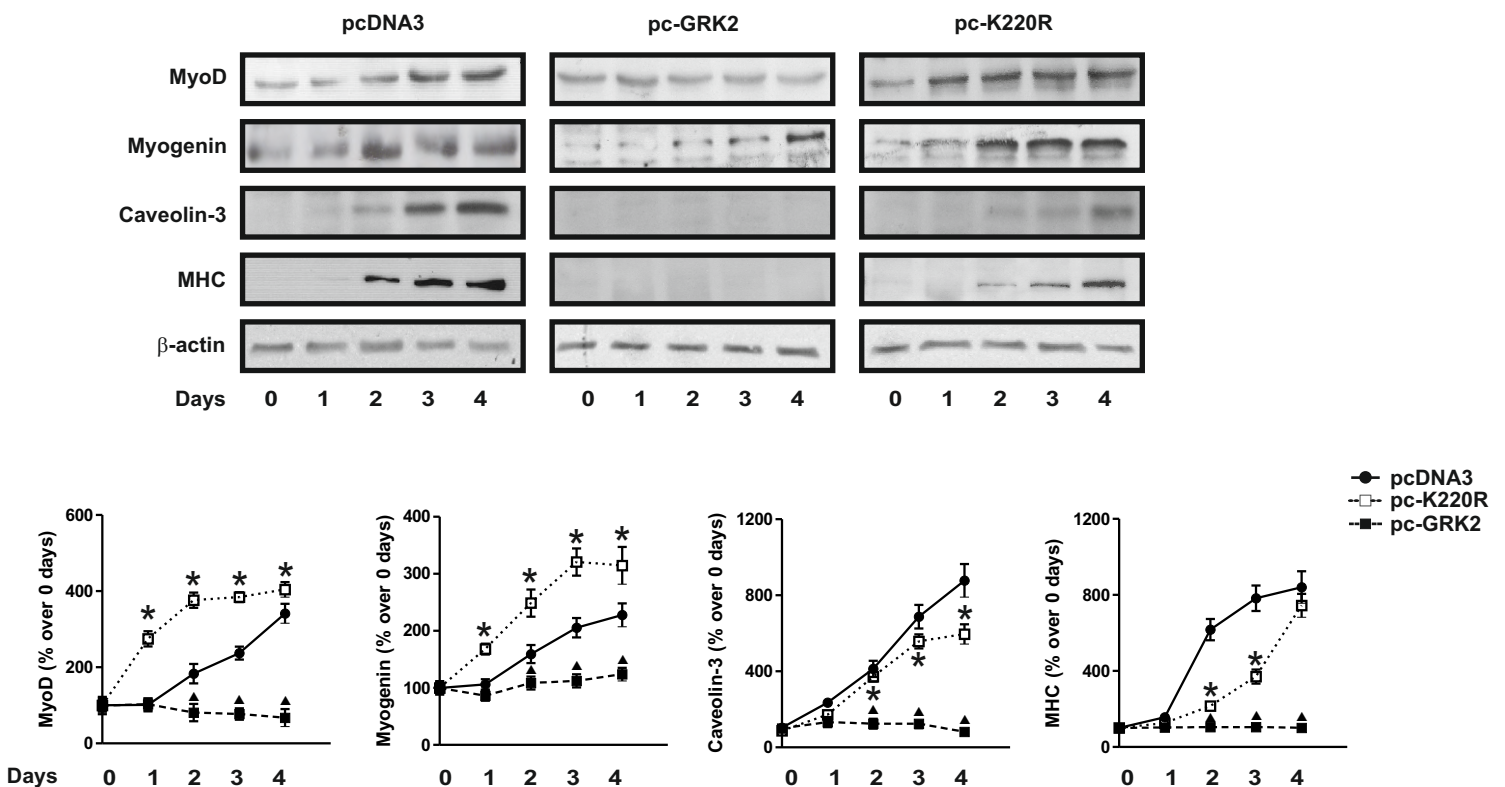 pcDNA3 pc-GRK2 pc-K220R
MyoD
Myogenin
Caveolin-3
MHC
β-actin
Days 0 1 2 3 4 0 1 2 3 4 0 1 2 3 4
pcDNA3
pc-K220R
pc-GRK2
MyoD (% over 0 days)
600
400
200
0
* * * *
Myogenin (% over 0 days)
400
300
200
100
0
* * * *
Caveolin-3 (% over 0 days)
1200
800
400
0
* * *
MHC (% over 0 days)
1200
800
400
0
* *
Days 0 1 2 3 4 0 1 2 3 4 0 1 2 3 4 0 1 2 3 4